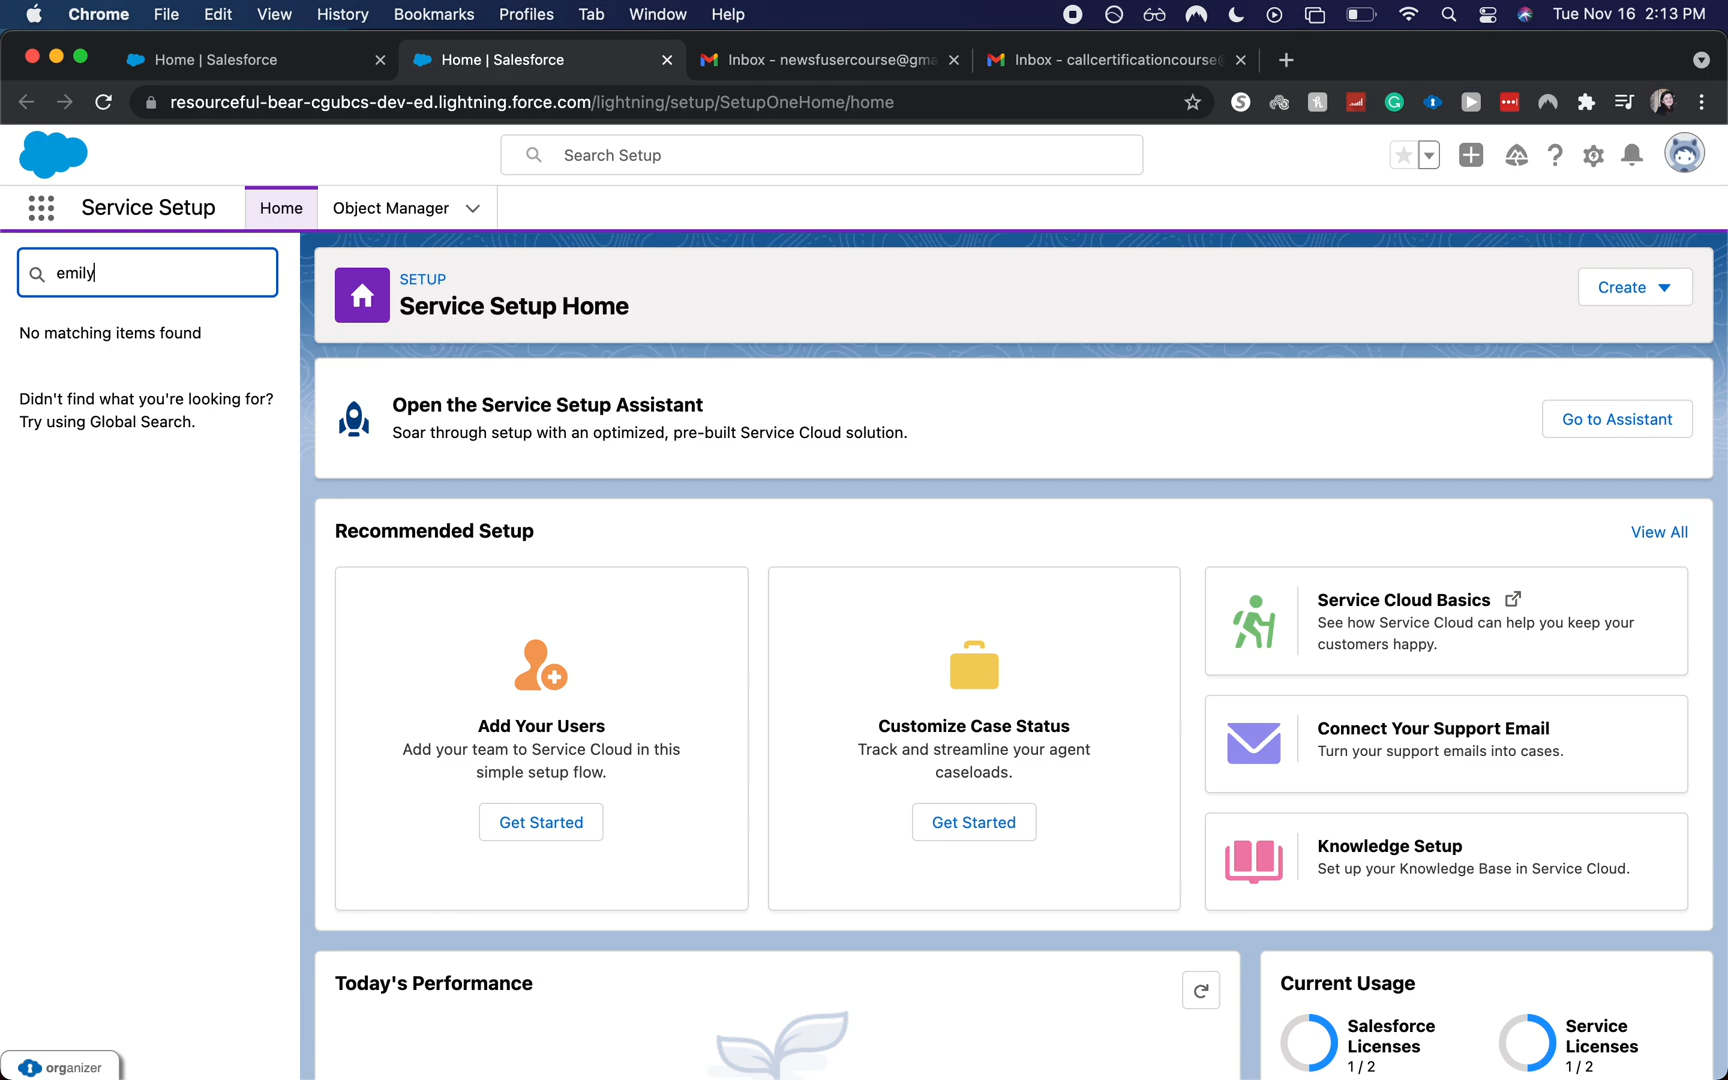 Chrome File Edit View History Bookmarks Profiles Tab Window Help Tue Nov 16 2:13 PM
Home | Salesforce Home | Salesforce Inbox - newsfusercourse@gma Inbox - callcertificationcourse@
resourceful-bear-cgubcs-dev-ed.lightning.force.com/lightning/setup/SetupOneHome/home
Search Setup
Service Setup Home Object Manager
emily
No matching items found
Didn't find what you're looking for?
Try using Global Search.
SETUP
Service Setup Home
Create
Open the Service Setup Assistant
Soar through setup with an optimized, pre-built Service Cloud solution.
Go to Assistant
Recommended Setup
View All
Add Your Users
Add your team to Service Cloud in this
simple setup flow.
Get Started
Customize Case Status
Track and streamline your agent
caseloads.
Get Started
Service Cloud Basics
See how Service Cloud can help you keep your
customers happy.
Connect Your Support Email
Turn your support emails into cases.
Knowledge Setup
Set up your Knowledge Base in Service Cloud.
Today's Performance
Current Usage
Salesforce
Licenses
1 / 2
Service
Licenses
1 / 2
organizer